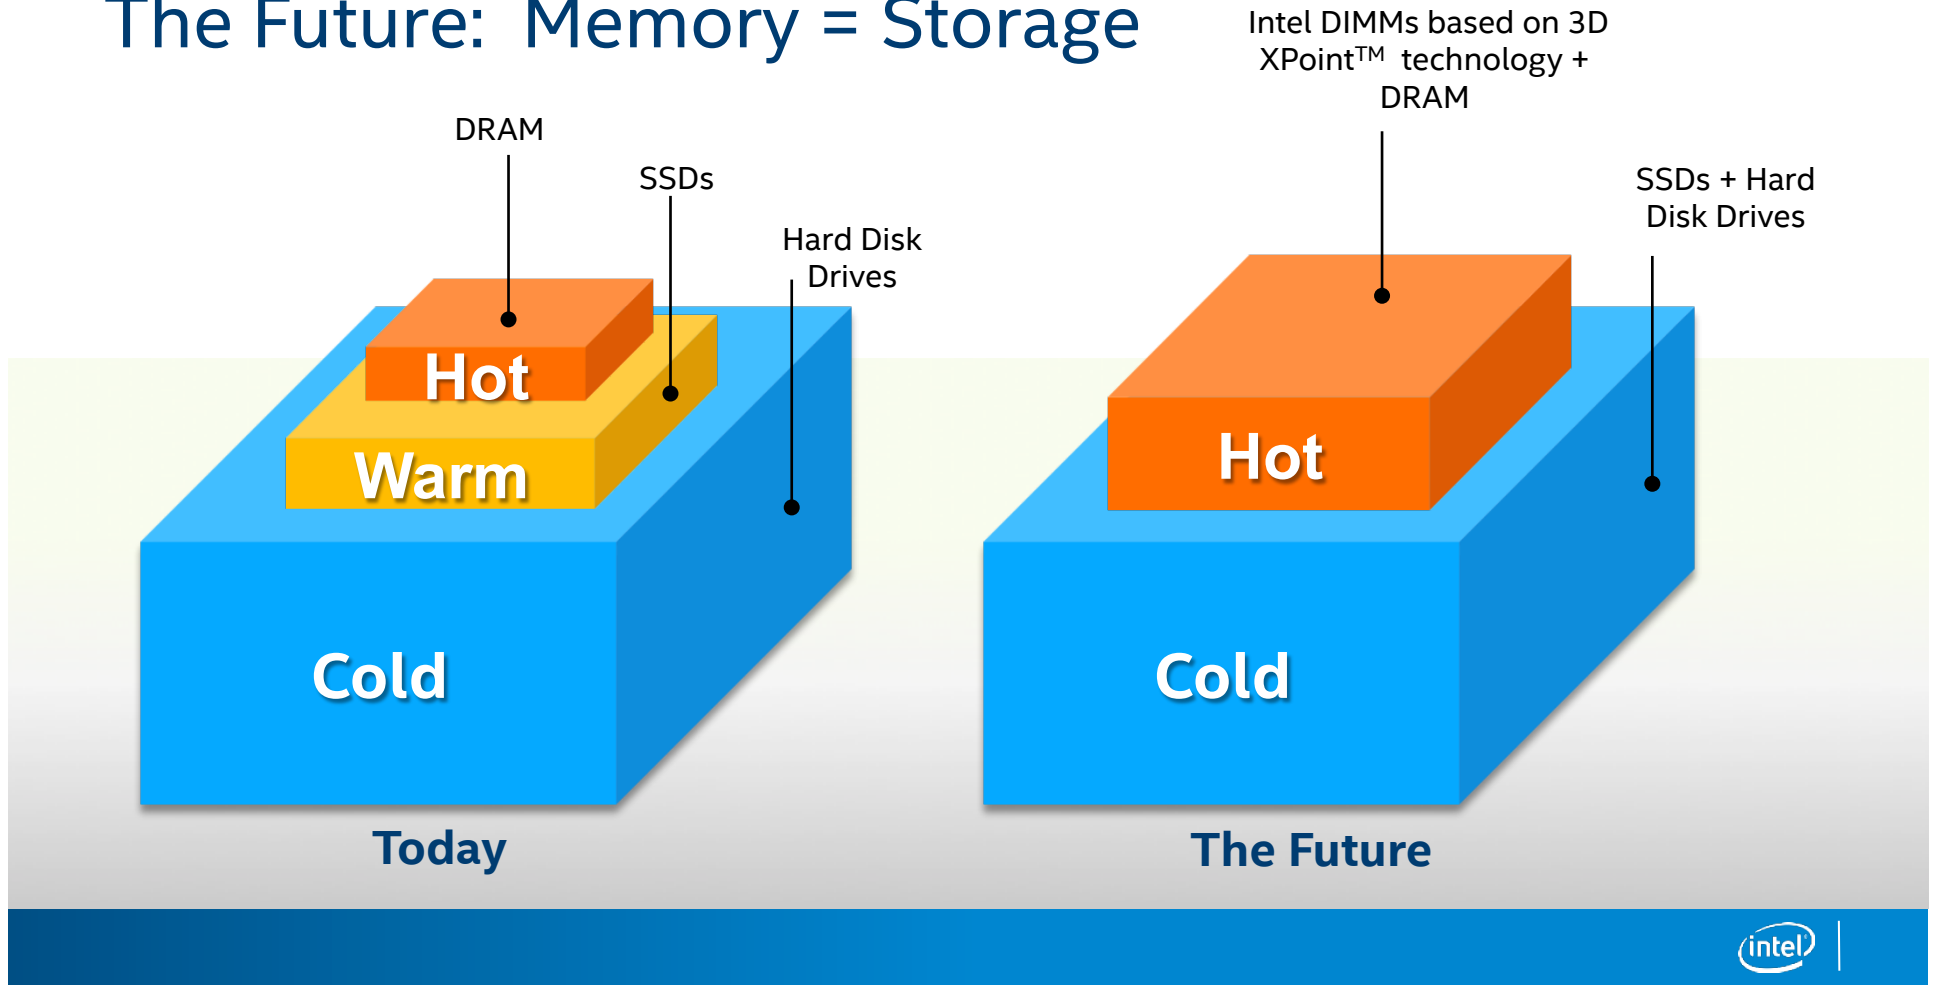 The Future: Memory = Storage
Intel DIMMs based on 3D
XPoint™ technology +
DRAM
DRAM
SSDs
Hard Disk
Drives
SSDs + Hard
Disk Drives
Hot
Warm
Cold
Hot
Cold
Today
The Future
intel